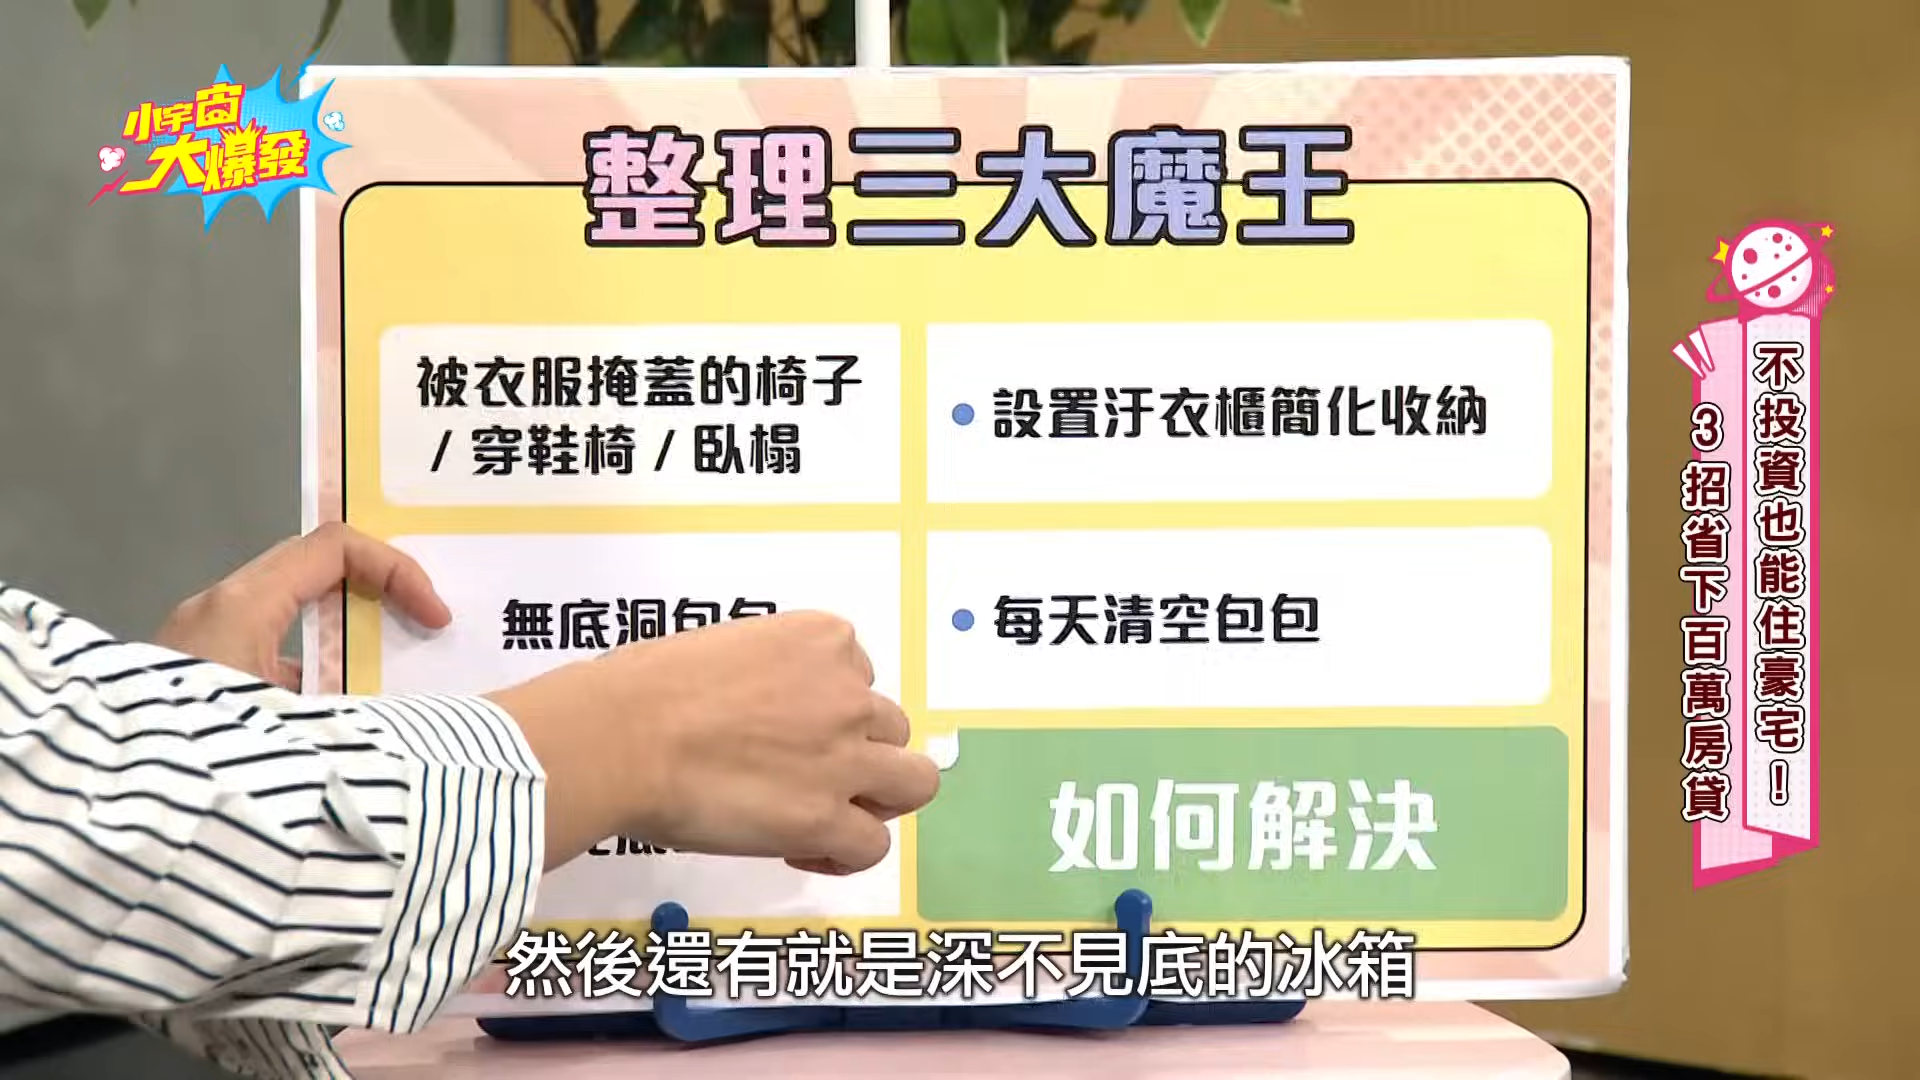 小宇宙
大爆發
整理三大魔王
被衣服掩蓋的椅子
/ 穿鞋椅 / 臥榻
設置汙衣櫃簡化收納
無底洞包包
每天清空包包
如何解決
不投資也能住豪宅！
3招省下百萬房貸
然後還有就是深不見底的冰箱